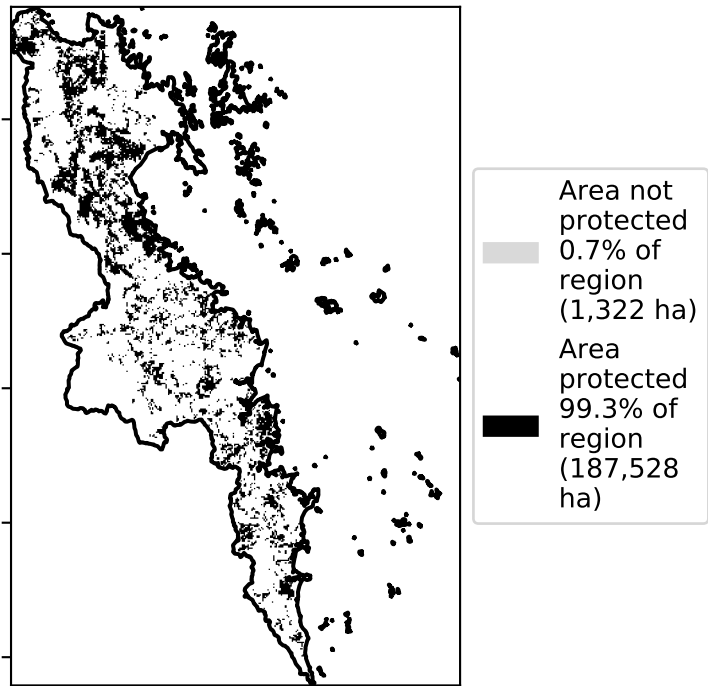 Area not
protected
0.7% of
region
(1,322 ha)
Area
protected
99.3% of
region
(187,528
ha)